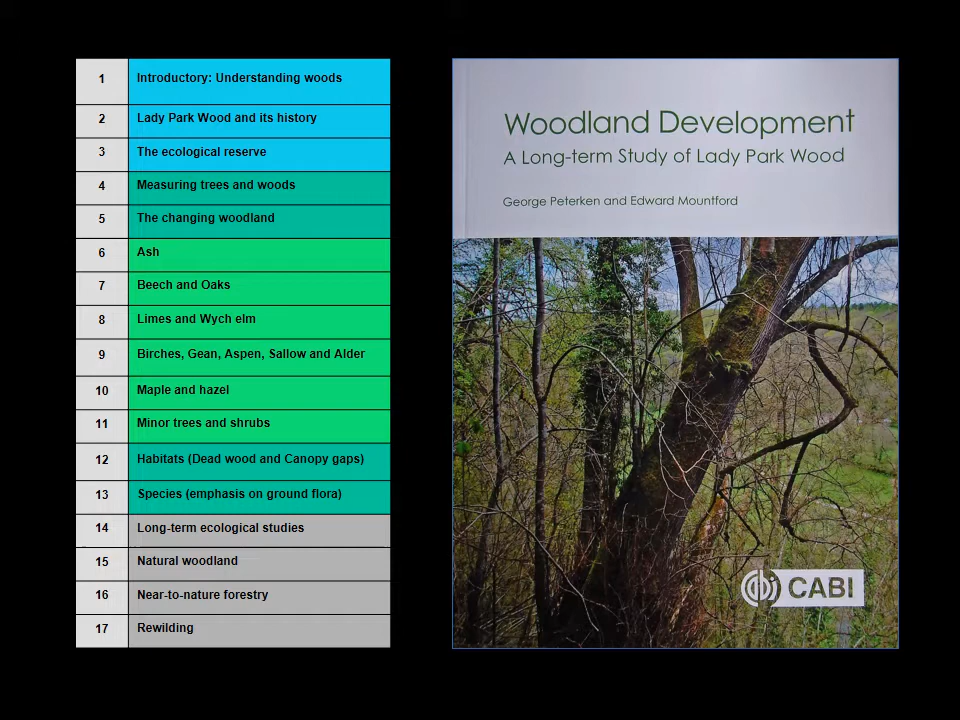 1 Introductory: Understanding woods
2 Lady Park Wood and its history
3 The ecological reserve
4 Measuring trees and woods
5 The changing woodland
6 Ash
7 Beech and Oaks
8 Limes and Wych elm
9 Birches, Gean, Aspen, Sallow and Alder
10 Maple and hazel
11 Minor trees and shrubs
12 Habitats (Dead wood and Canopy gaps)
13 Species (emphasis on ground flora)
14 Long-term ecological studies
15 Natural woodland
16 Near-to-nature forestry
17 Rewilding
Woodland Development
A Long-term Study of Lady Park Wood
George Peterken and Edward Mountford
CABI